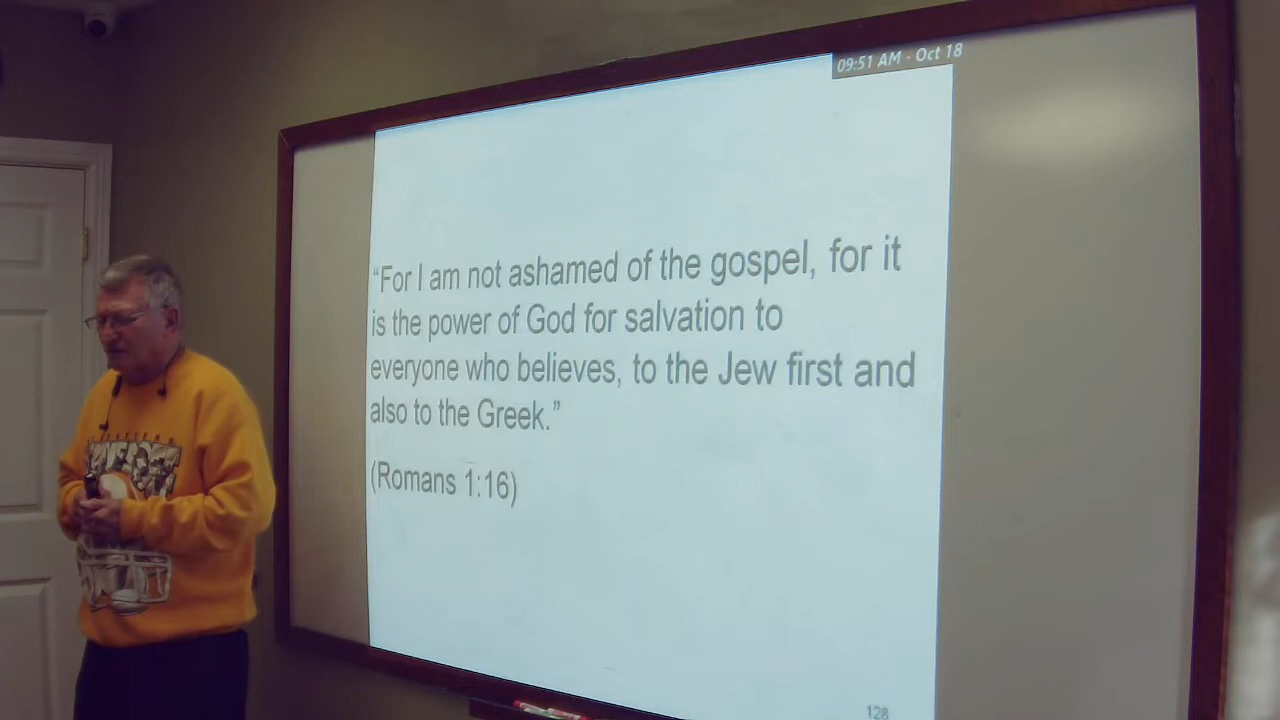 09:51 AM - Oct 18
“For I am not ashamed of the gospel, for it
is the power of God for salvation to
everyone who believes, to the Jew first and
also to the Greek.”
(Romans 1:16)
128